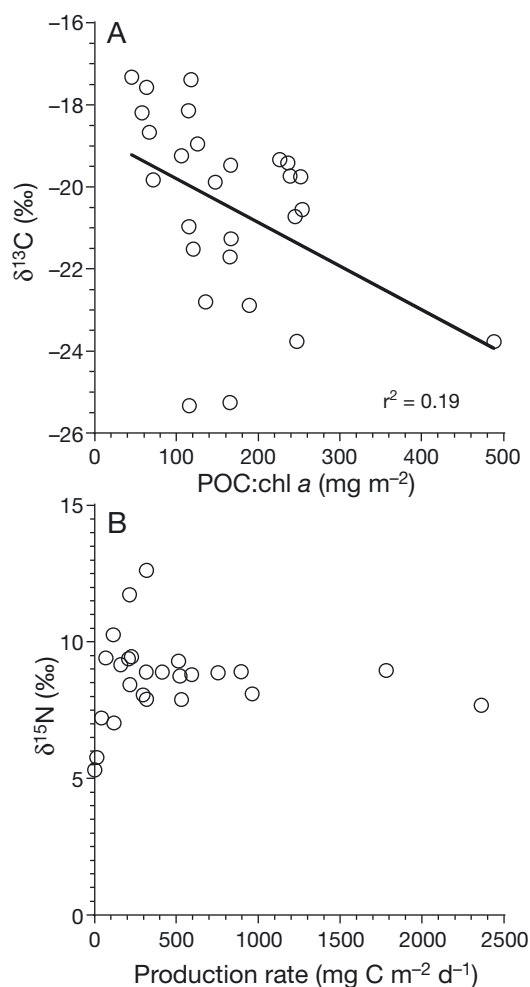 A
−16
−18
−20
−22
−24
−26
δ¹³C (‰)
r² = 0.19
0 100 200 300 400 500
POC:chl a (mg m⁻²)
B
15
10
5
0
δ¹⁵N (‰)
0 500 1000 1500 2000 2500
Production rate (mg C m⁻² d⁻¹)